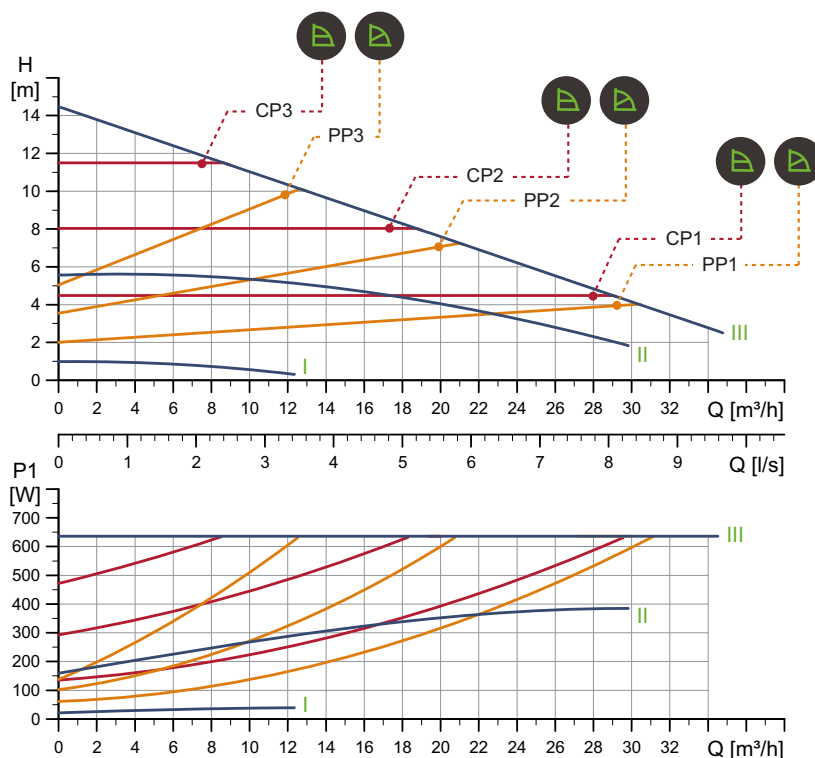 H
[m]
14
12
10
8
6
4
2
0
CP3
PP3
CP2
PP2
CP1
PP1
III
II
I
0 2 4 6 8 10 12 14 16 18 20 22 24 26 28 30 32 Q [m³/h]
0 1 2 3 4 5 6 7 8 9 Q [l/s]
P1
[W]
700
600
500
400
300
200
100
0
III
II
I
0 2 4 6 8 10 12 14 16 18 20 22 24 26 28 30 32 Q [m³/h]